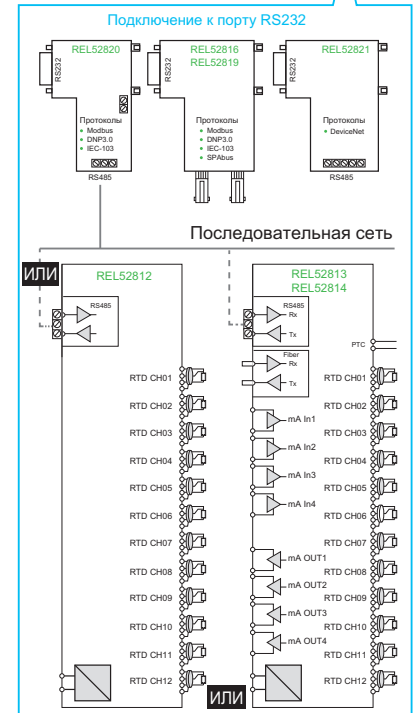 Подключение к порту RS232
REL52820
RS232
Протоколы
• Modbus
• DNP3.0
• IEC-103
RS485
REL52816
REL52819
RS232
Протоколы
• Modbus
• DNP3.0
• IEC-103
• SPAbus
REL52821
RS232
Протоколы
• DeviceNet
RS485
Последовательная сеть
ИЛИ
REL52812
RS485
RTD CH01
RTD CH02
RTD CH03
RTD CH04
RTD CH05
RTD CH06
RTD CH07
RTD CH08
RTD CH09
RTD CH10
RTD CH11
RTD CH12
ИЛИ
REL52813
REL52814
RS485
Rx
Tx
Fiber
Rx
Tx
mA In1
mA In2
mA In3
mA In4
mA OUT1
mA OUT2
mA OUT3
mA OUT4
PTC
RTD CH01
RTD CH02
RTD CH03
RTD CH04
RTD CH05
RTD CH06
RTD CH07
RTD CH08
RTD CH09
RTD CH10
RTD CH11
RTD CH12